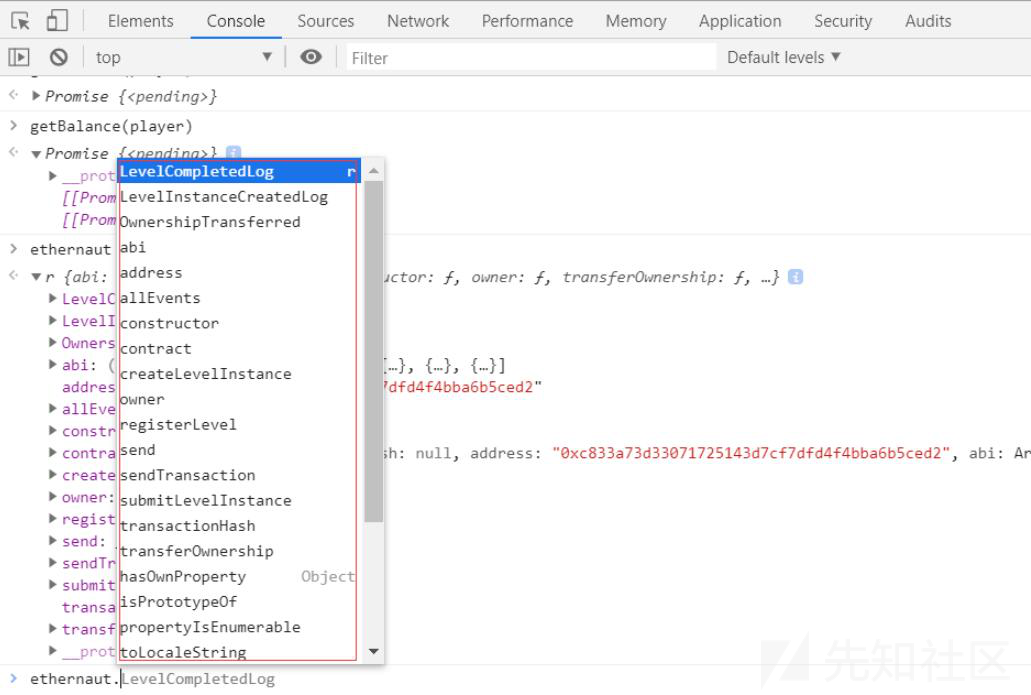 Elements Console Sources Network Performance Memory Application Security Audits
top Filter Default levels
Promise {<pending>}
getBalance(player)
Promise {<pending>}
__prot
[[Prom
[[Prom
ethernaut
r {abi: uctor: ƒ, owner: ƒ, transferOwnership: ƒ, …}
LevelC
LevelI
Owners
abi: ( […}, {…}, {…}]
addres 7dfd4f4bba6b5ced2"
allEve
constr
contra sh: null, address: "0xc833a73d33071725143d7cf7dfd4f4bba6b5ced2", abi: Ar
create
owner:
regist
send:
sendTr
submit
transa
transf
__prot
LevelCompletedLog r
LevelInstanceCreatedLog
OwnershipTransferred
abi
address
allEvents
constructor
contract
createLevelInstance
owner
registerLevel
send
sendTransaction
submitLevelInstance
transactionHash
transferOwnership
hasOwnProperty Object
isPrototypeOf
propertyIsEnumerable
toLocaleString
ethernaut.LevelCompletedLog
先知社区